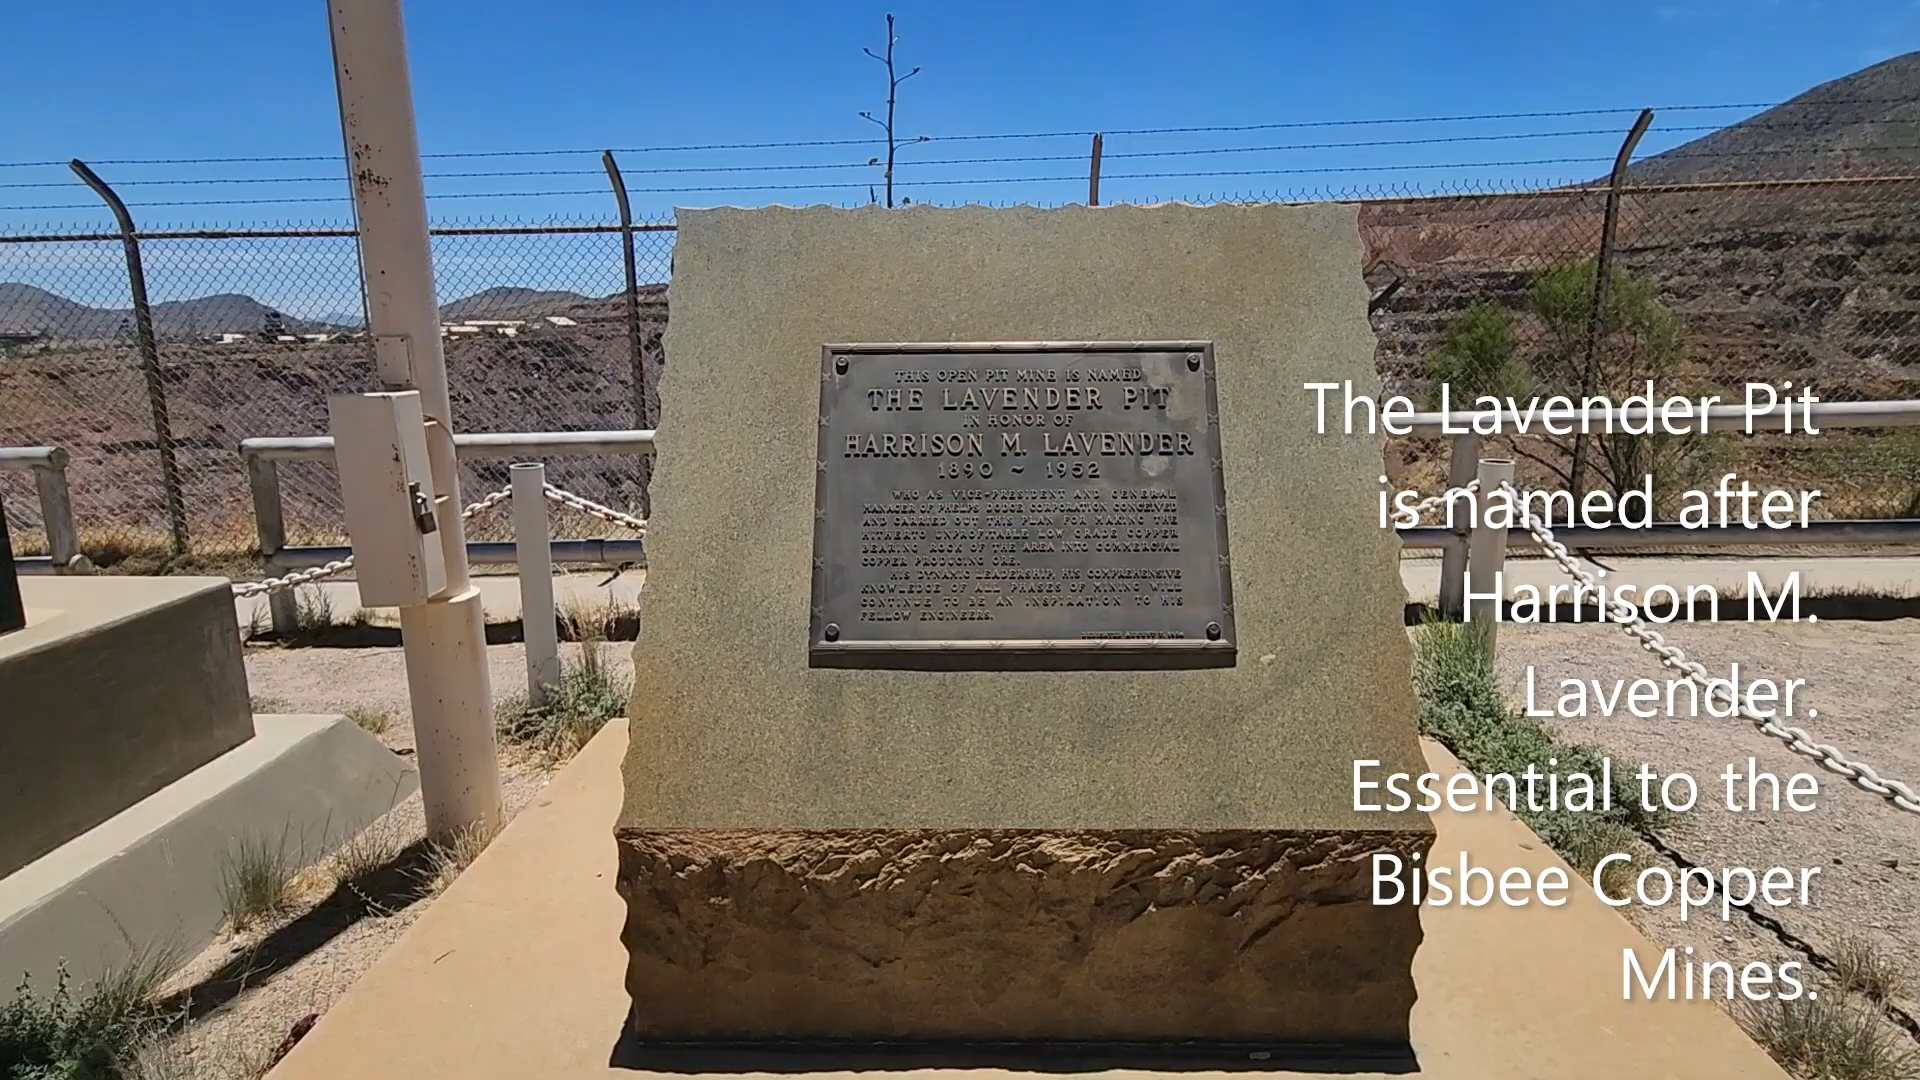 THIS OPEN PIT MINE IS NAMED
THE LAVENDER PIT
IN HONOR OF
HARRISON M. LAVENDER
1890 ~ 1952
WHO AS VICE-PRESIDENT AND GENERAL
MANAGER OF PHELPS DODGE CORPORATION CONCEIVED
AND CARRIED OUT THIS PLAN FOR MAKING THE
HITHERTO UNPROFITABLE LOW GRADE COPPER
BEARING ROCK OF THE AREA INTO COMMERCIAL
COPPER PRODUCING ORE.
HIS DYNAMIC LEADERSHIP, HIS COMPREHENSIVE
KNOWLEDGE OF ALL PHASES OF MINING WILL
CONTINUE TO BE AN INSPIRATION TO HIS
FELLOW ENGINEERS.
The Lavender Pit
is named after
Harrison M.
Lavender.
Essential to the
Bisbee Copper
Mines.